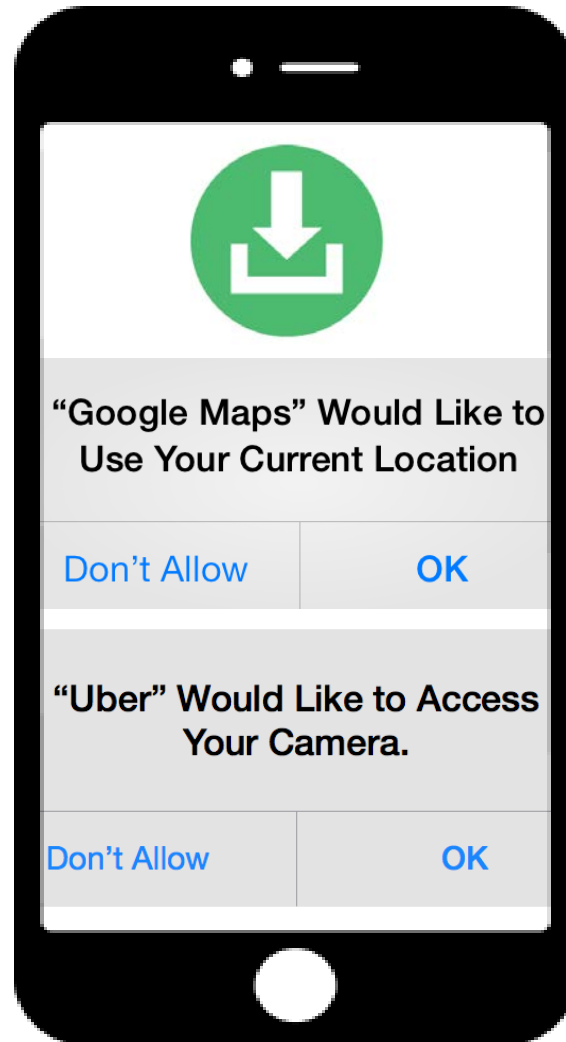 “Google Maps” Would Like to
Use Your Current Location
Don’t Allow
OK
“Uber” Would Like to Access
Your Camera.
Don’t Allow
OK